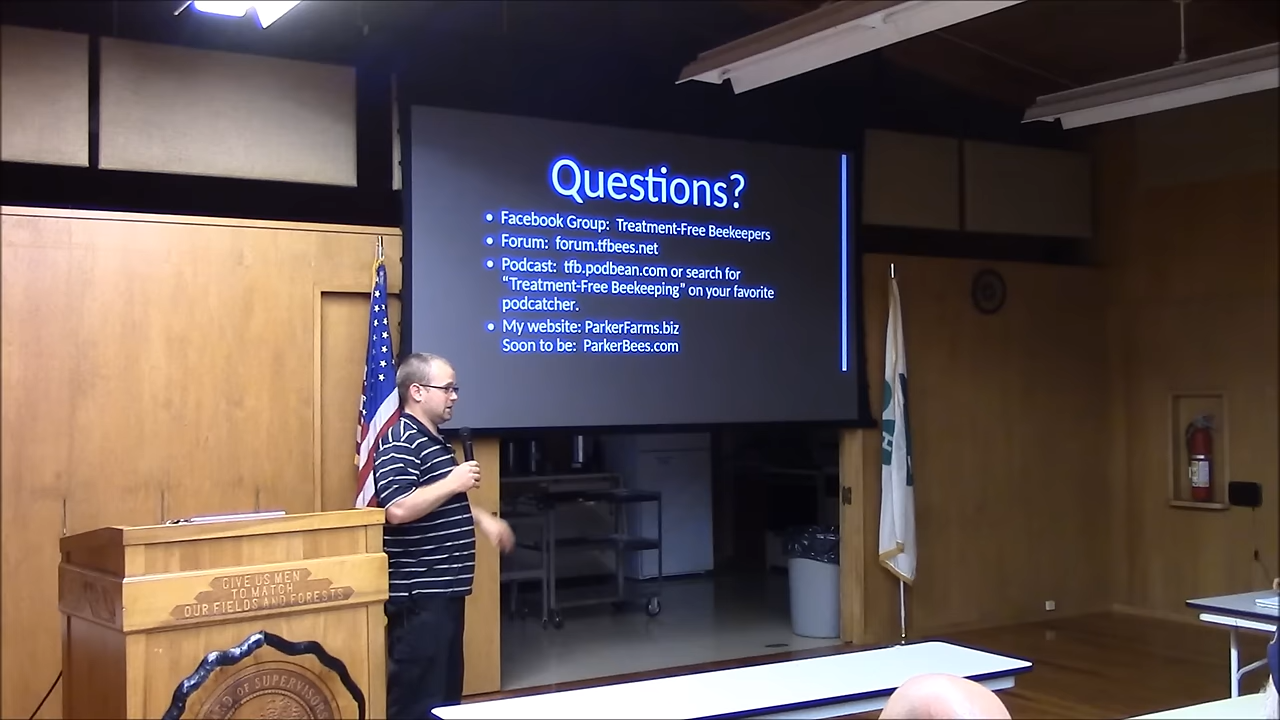 Questions?
• Facebook Group: Treatment-Free Beekeepers
• Forum: forum.tfbees.net
• Podcast: tfb.podbean.com or search for
“Treatment-Free Beekeeping” on your favorite
podcatcher.
• My website: ParkerFarms.biz
Soon to be: ParkerBees.com
GIVE US MEN
TO MATCH
OUR FIELDS AND FORESTS
OF SUPERVISORS